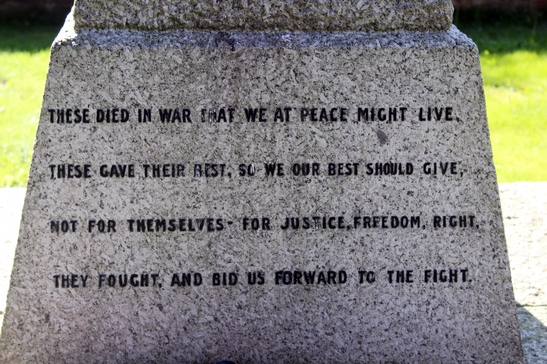 THESE DIED IN WAR THAT WE AT PEACE MIGHT LIVE,
THESE GAVE THEIR BEST, SO WE OUR BEST SHOULD GIVE,
NOT FOR THEMSELVES - FOR JUSTICE, FREEDOM, RIGHT,
THEY FOUGHT, AND BID US FORWARD TO THE FIGHT.